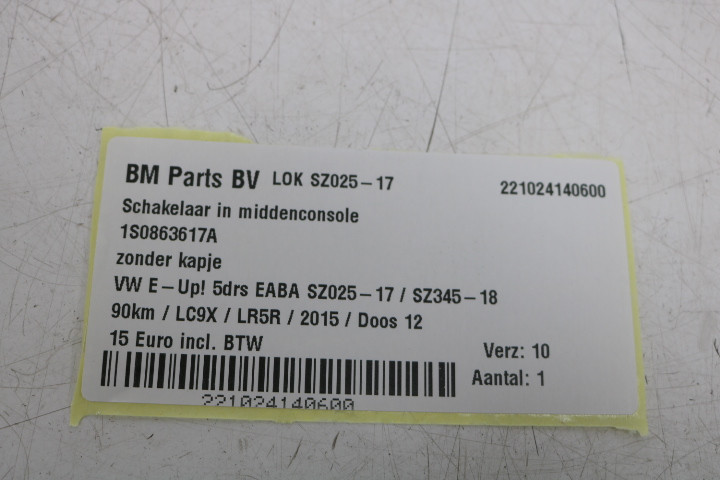 BM Parts BV LOK SZ025-17 221024140600
Schakelaar in middenconsole
1S0863617A
zonder kapje
VW E-Up! 5drs EABA SZ025-17 / SZ345-18
90km / LC9X / LR5R / 2015 / Doos 12
15 Euro incl. BTW Verz: 10
Aantal: 1
221024140600